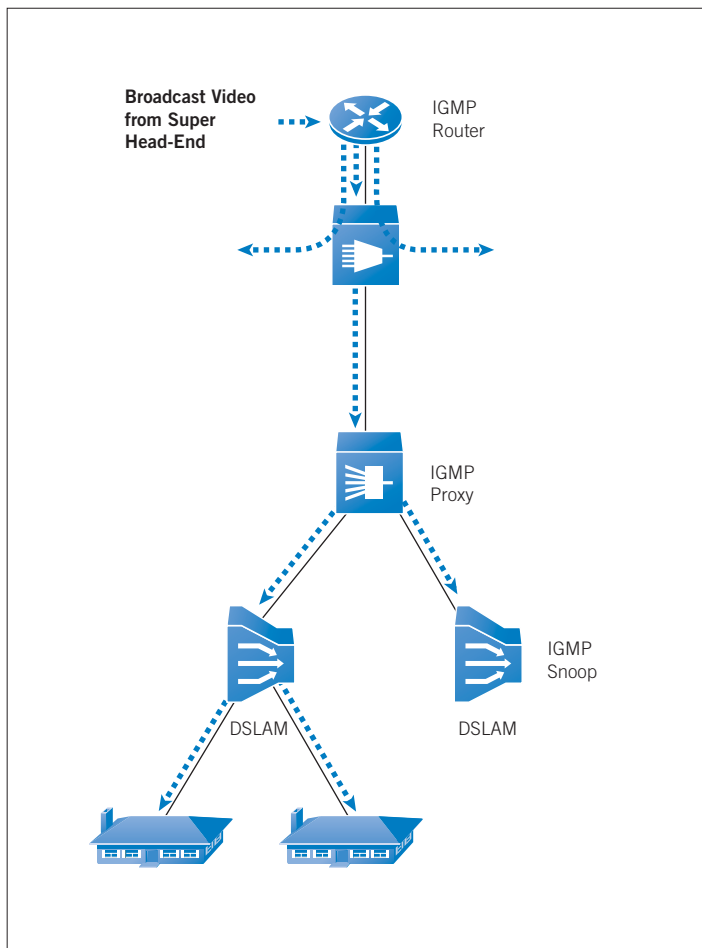 Broadcast Video
from Super
Head-End
IGMP
Router
IGMP
Proxy
IGMP
Snoop
DSLAM
DSLAM